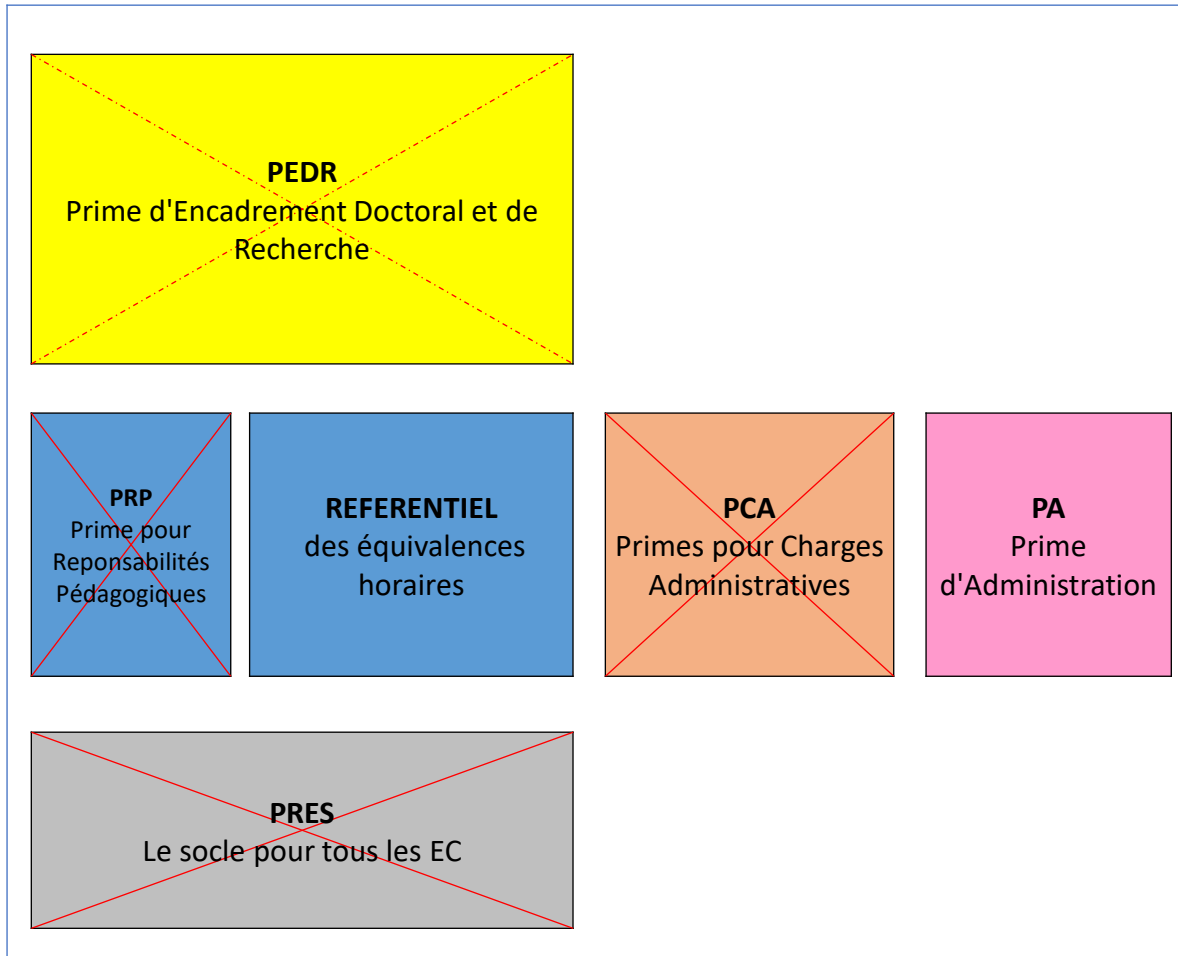 PEDR
Prime d'Encadrement Doctoral et de
Recherche
PRP
Prime pour
Reponsabilités
Pédagogiques
REFERENTIEL
des équivalences
horaires
PCA
Primes pour Charges
Administratives
PA
Prime
d'Administration
PRES
Le socle pour tous les EC